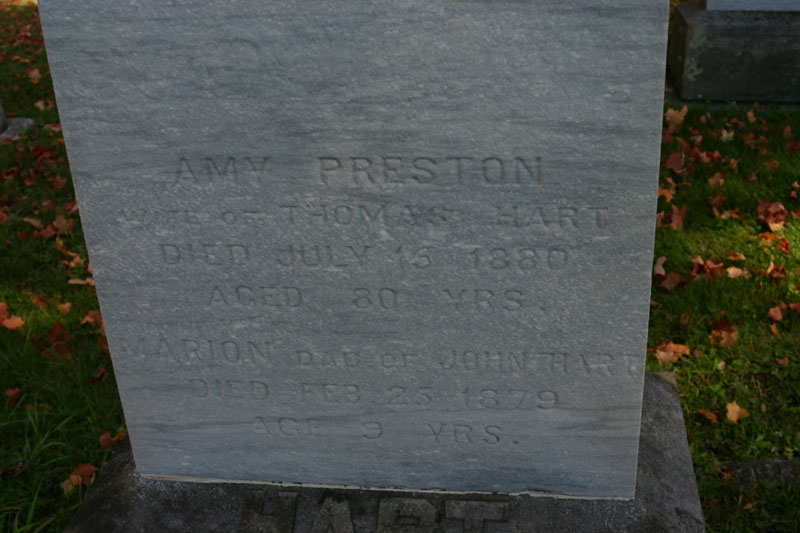 AMY PRESTON
WIFE OF THOMAS HART
DIED JULY 15 1880
AGED 80 YRS.
MARION DAU OF JOHN HART
DIED FEB. 25 1879
AGE 9 YRS.
HART